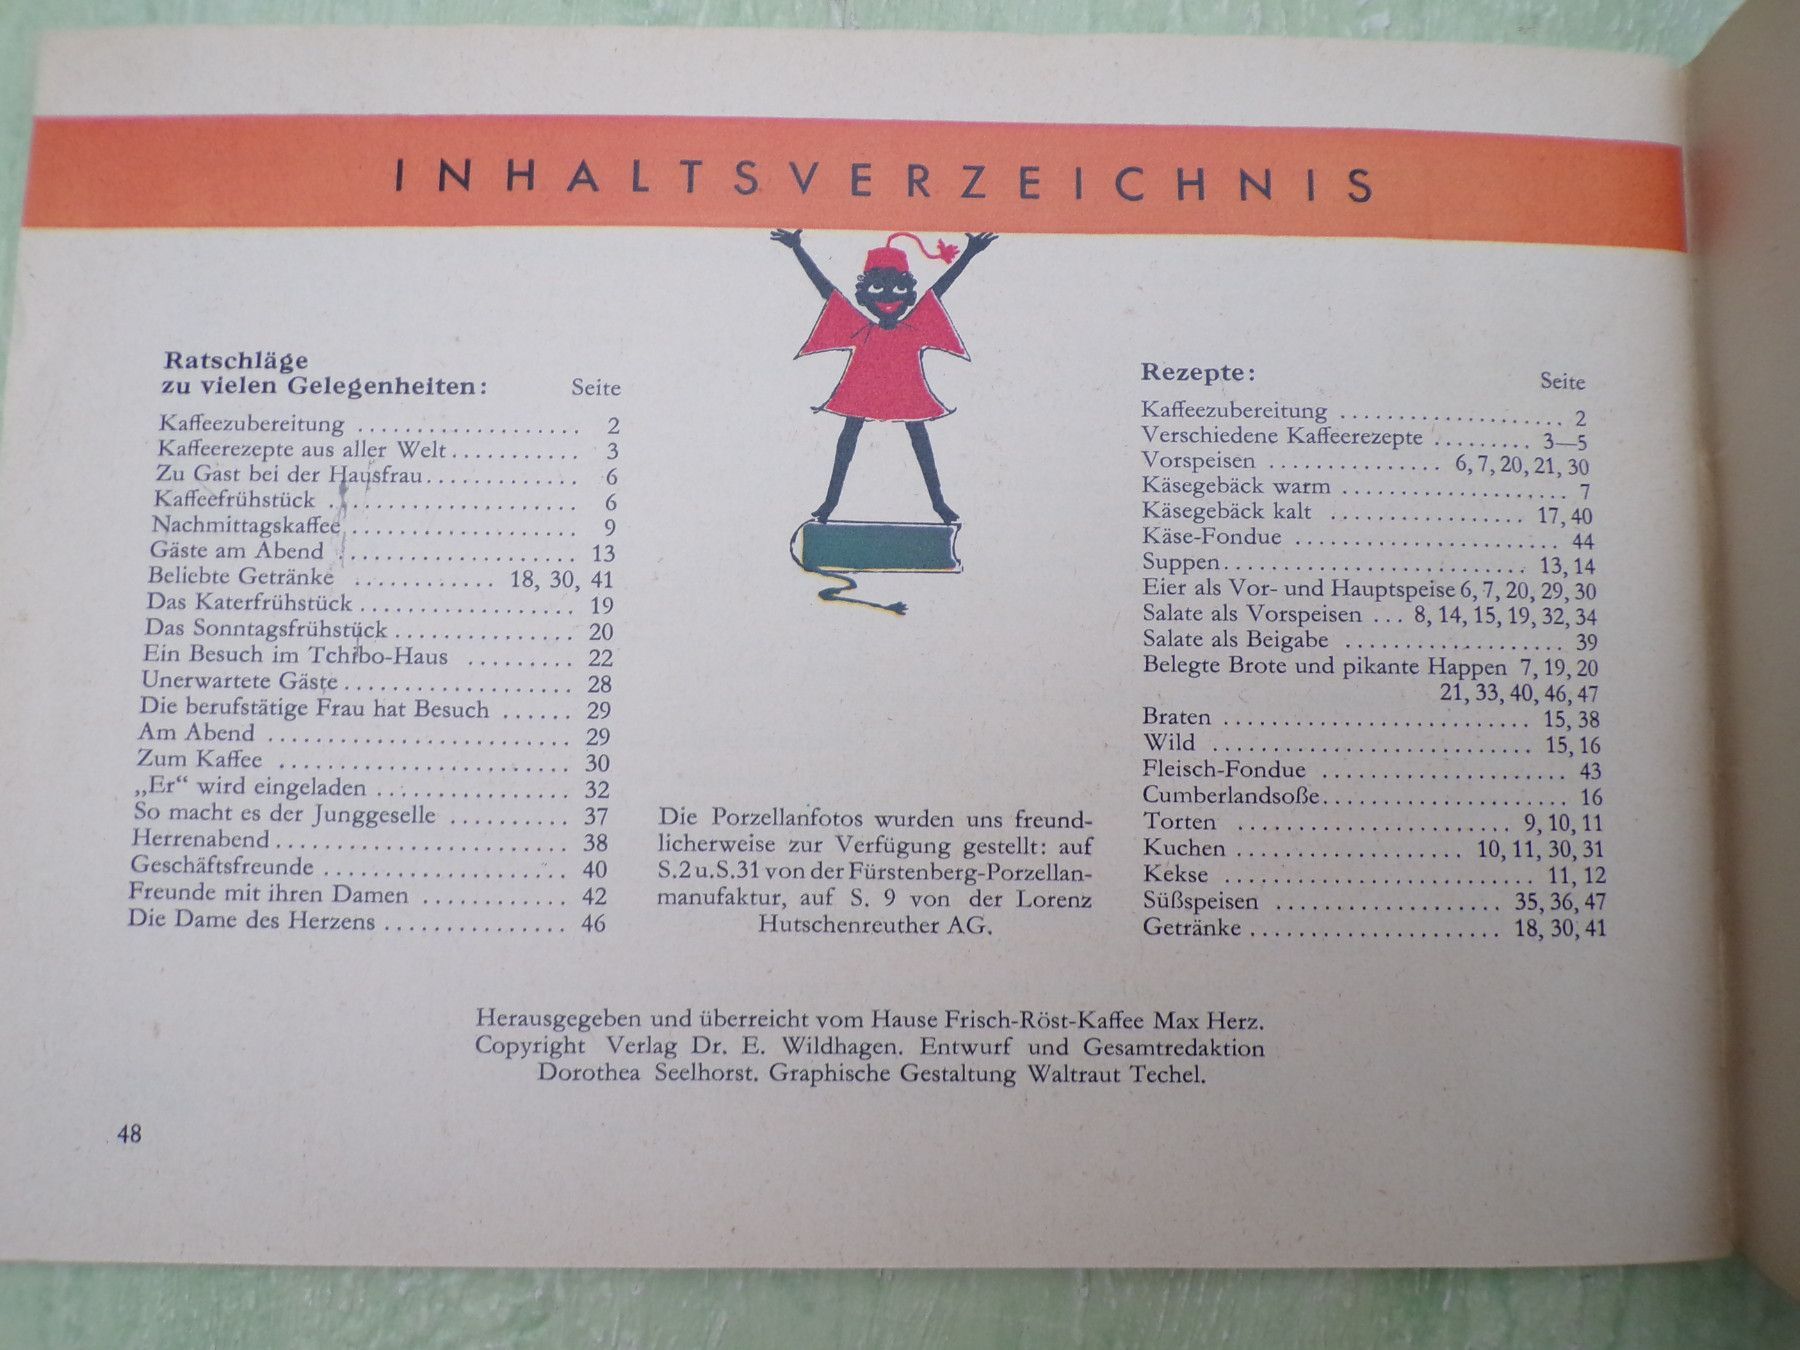 INHALTSVERZEICHNIS
Ratschläge
zu vielen Gelegenheiten: Seite
Kaffeezubereitung ................... 2
Kaffeerezepte aus aller Welt........... 3
Zu Gast bei der Hausfrau............. 6
Kaffeefrühstück .................... 6
Nachmittagskaffee ................... 9
Gäste am Abend ................... 13
Beliebte Getränke ............ 18, 30, 41
Das Katerfrühstück .................. 19
Das Sonntagsfrühstück ............... 20
Ein Besuch im Tchibo-Haus ......... 22
Unerwartete Gäste ................... 28
Die berufstätige Frau hat Besuch ...... 29
Am Abend ......................... 29
Zum Kaffee ........................ 30
„Er“ wird eingeladen ................ 32
So macht es der Junggeselle .......... 37
Herrenabend ........................ 38
Geschäftsfreunde .................... 40
Freunde mit ihren Damen ............ 42
Die Dame des Herzens ............... 46
Die Porzellanfotos wurden uns freund-
licherweise zur Verfügung gestellt: auf
S.2 u.S.31 von der Fürstenberg-Porzellan-
manufaktur, auf S. 9 von der Lorenz
Hutschenreuther AG.
Rezepte: Seite
Kaffeezubereitung ................... 2
Verschiedene Kaffeerezepte ......... 3—5
Vorspeisen ............... 6, 7, 20, 21, 30
Käsegebäck warm ................... 7
Käsegebäck kalt ................. 17, 40
Käse-Fondue ...................... 44
Suppen .......................... 13, 14
Eier als Vor- und Hauptspeise 6, 7, 20, 29, 30
Salate als Vorspeisen ... 8, 14, 15, 19, 32, 34
Salate als Beigabe ................... 39
Belegte Brote und pikante Happen 7, 19, 20
21, 33, 40, 46, 47
Braten .......................... 15, 38
Wild ........................... 15, 16
Fleisch-Fondue ..................... 43
Cumberlandsoße..................... 16
Torten ....................... 9, 10, 11
Kuchen ................... 10, 11, 30, 31
Kekse .......................... 11, 12
Süßspeisen ................... 35, 36, 47
Getränke ..................... 18, 30, 41
Herausgegeben und überreicht vom Hause Frisch-Röst-Kaffee Max Herz.
Copyright Verlag Dr. E. Wildhagen. Entwurf und Gesamtredaktion
Dorothea Seelhorst. Graphische Gestaltung Waltraut Techel.
48